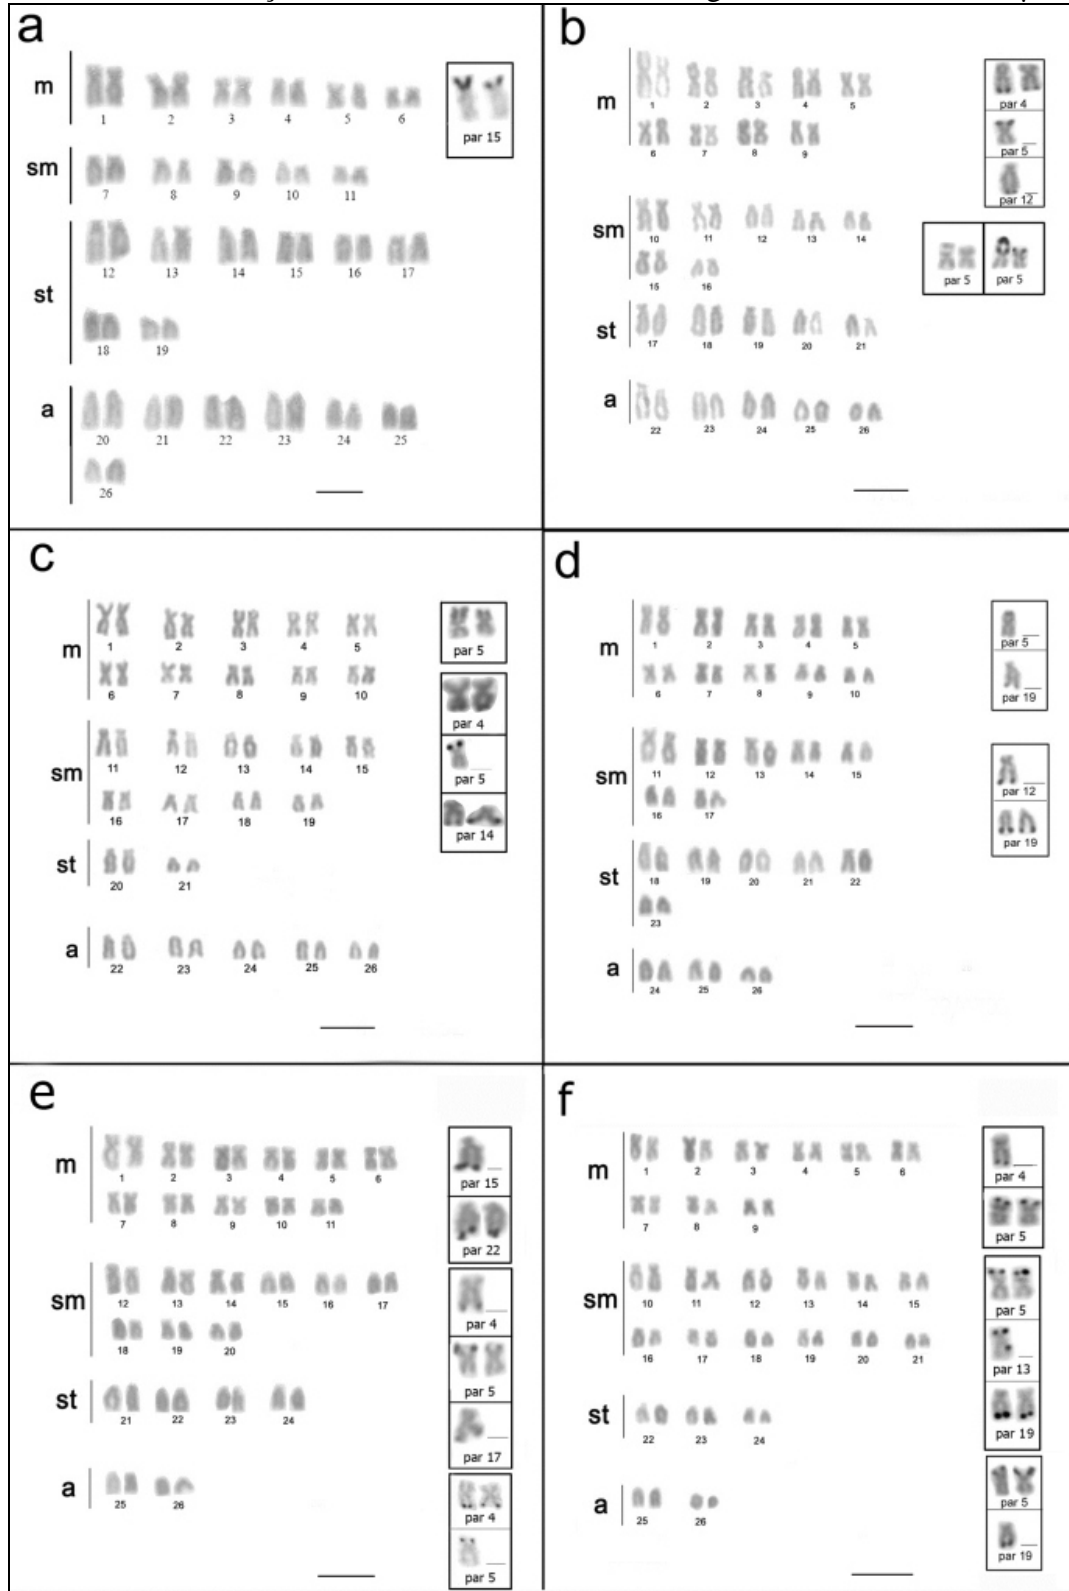 a
m
1 2 3 4 5 6
par 15
sm
7 8 9 10 11
st
12 13 14 15 16 17
18 19
a
20 21 22 23 24 25
26
b
m
1 2 3 4 5
6 7 8 9
par 4
par 5
par 12
sm
10 11 12 13 14
15 16
par 5 par 5
st
17 18 19 20 21
a
22 23 24 25 26
c
m
1 2 3 4 5
6 7 8 9 10
par 5
par 4
par 5
par 14
sm
11 12 13 14 15
16 17 18 19
st
20 21
a
22 23 24 25 26
d
m
1 2 3 4 5
6 7 8 9 10
par 5
par 19
sm
11 12 13 14 15
16 17
par 12
par 19
st
18 19 20 21 22
23
a
24 25 26
e
m
1 2 3 4 5 6
7 8 9 10 11
par 15
par 22
sm
12 13 14 15 16 17
18 19 20
par 4
par 5
par 17
st
21 22 23 24
a
25 26
par 4
par 5
f
m
1 2 3 4 5 6
7 8 9
par 4
par 5
sm
10 11 12 13 14 15
16 17 18 19 20 21
par 5
par 13
par 19
st
22 23 24
a
25 26
par 5
par 19